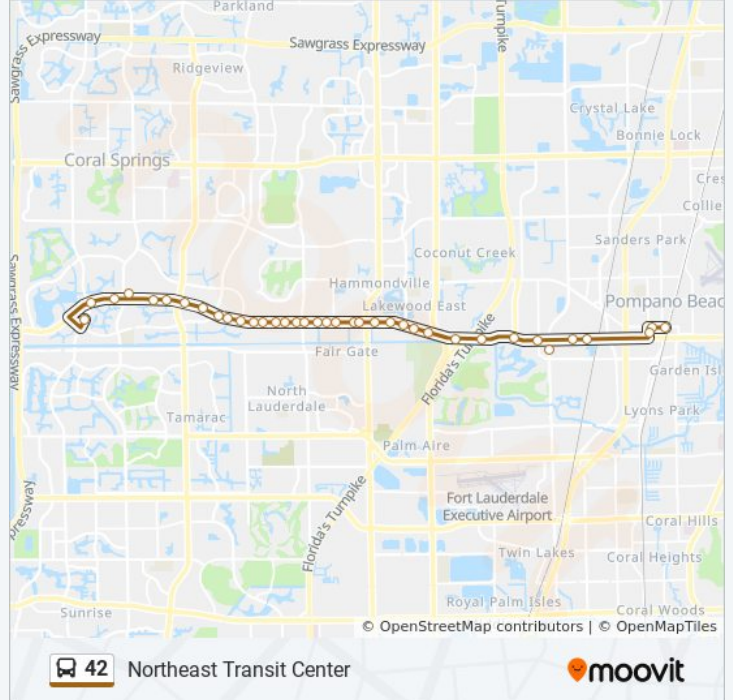 Parkland
Sawgrass Expressway
Sawgrass Expressway
Turnpike
Ridgeview
Crystal Lake
Bonnie Lock
Coral Springs
Cres
Collie
Sanders Park
Coconut Creek
Sawgrass Expressway
Hammondville
Lakewood East
Pompano Beac
Fair Gate
Florida's Turnpike
Garden Isl
North
Lauderdale
Lyons Park
Tamarac
Palm Aire
pressway
Florida's Turnpike
Fort Lauderdale
Executive Airport
Coral Hills
Twin Lakes
Coral Heights
Royal Palm Isles
Coral Woods
Sunrise
© OpenStreetMap contributors | © OpenMapTiles
42 Northeast Transit Center
moovit